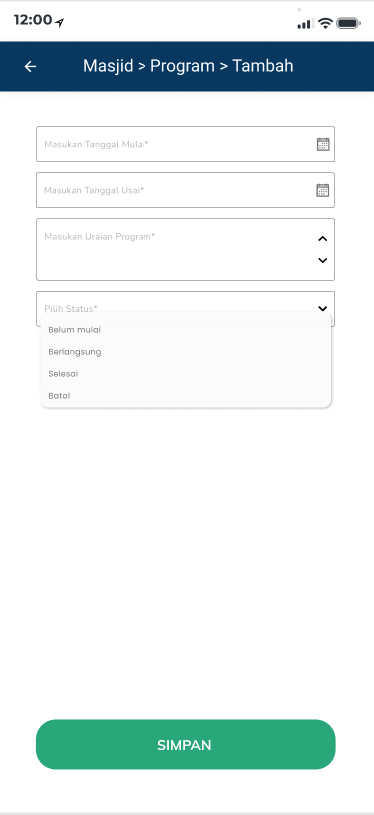 12:00
Masjid > Program > Tambah
Masukan Tanggal Mulai*
Masukan Tanggal Usai*
Masukan Uraian Program*
Pilih Status*
Belum mulai
Berlangsung
Selesai
Batal
SIMPAN